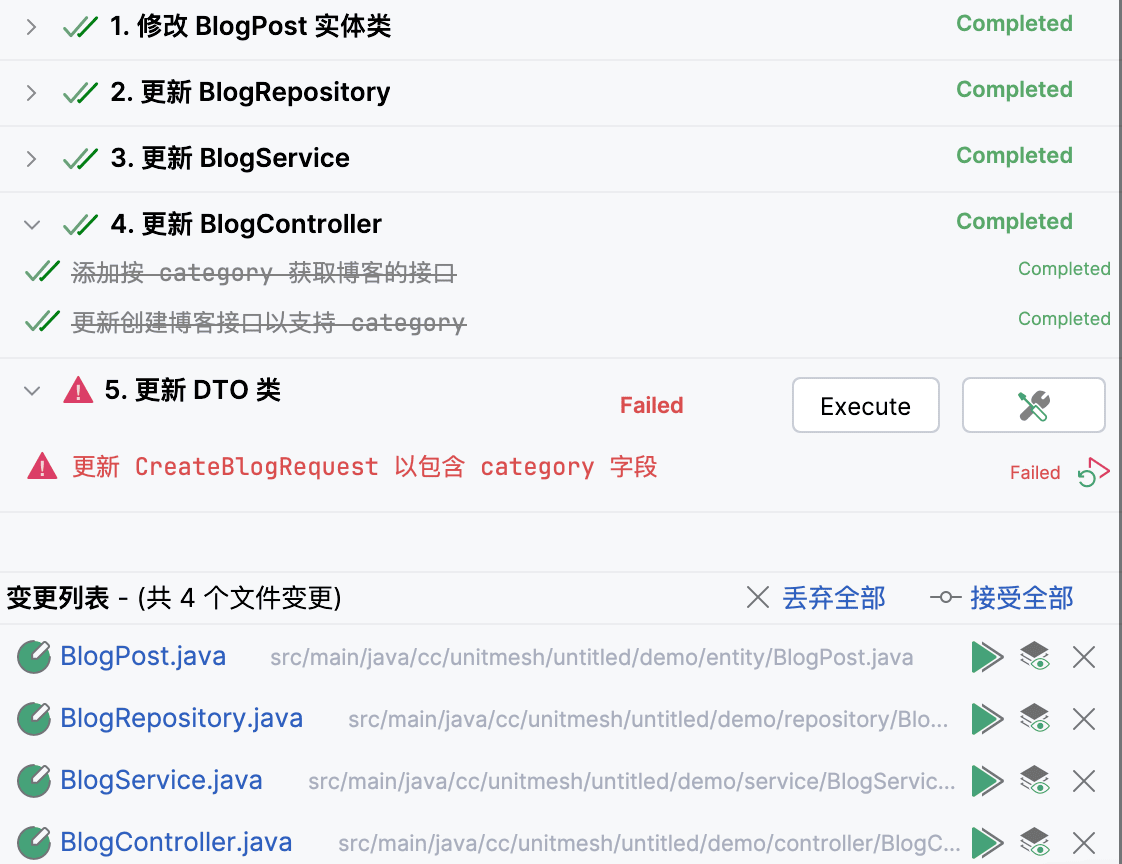 1. 修改 BlogPost 实体类 Completed
2. 更新 BlogRepository Completed
3. 更新 BlogService Completed
4. 更新 BlogController Completed
添加按 category 获取博客的接口 Completed
更新创建博客接口以支持 category Completed
5. 更新 DTO 类 Failed Execute
更新 CreateBlogRequest 以包含 category 字段 Failed
变更列表 - (共 4 个文件变更) 丢弃全部 接受全部
BlogPost.java src/main/java/cc/unitmesh/untitled/demo/entity/BlogPost.java
BlogRepository.java src/main/java/cc/unitmesh/untitled/demo/repository/Blo...
BlogService.java src/main/java/cc/unitmesh/untitled/demo/service/BlogServic...
BlogController.java src/main/java/cc/unitmesh/untitled/demo/controller/BlogC...